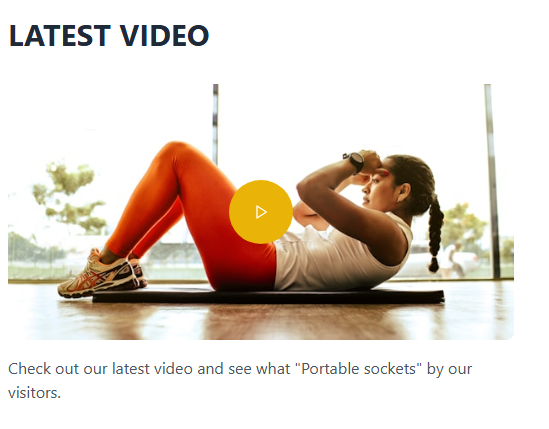 LATEST VIDEO
Check out our latest video and see what "Portable sockets" by our
visitors.